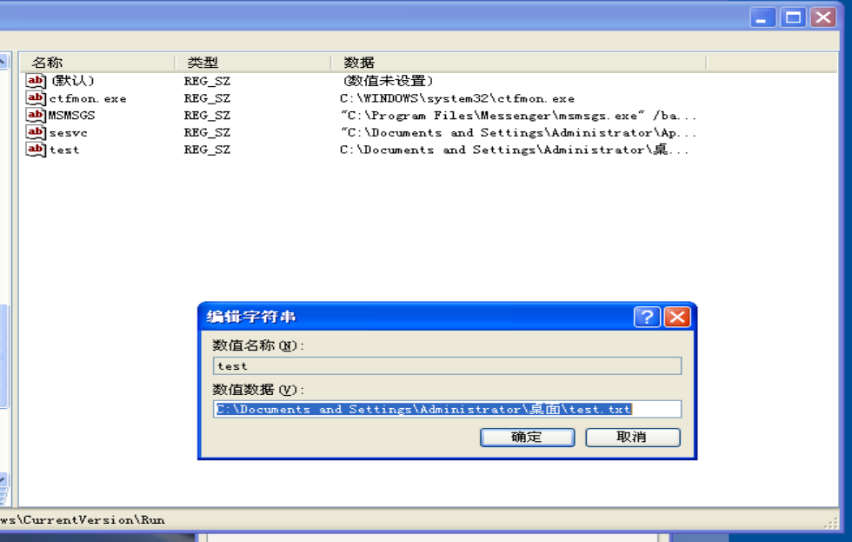 名称 类型 数据
(默认) REG_SZ (数值未设置)
ctfmon.exe REG_SZ C:\WINDOWS\system32\ctfmon.exe
MSMSGS REG_SZ "C:\Program Files\Messenger\msmsgs.exe" /ba...
sesvc REG_SZ "C:\Documents and Settings\Administrator\Ap...
test REG_SZ C:\Documents and Settings\Administrator\桌...
编辑字符串
数值名称(N):
test
数值数据(V):
C:\Documents and Settings\Administrator\桌面\test.txt
确定 取消
ws\CurrentVersion\Run